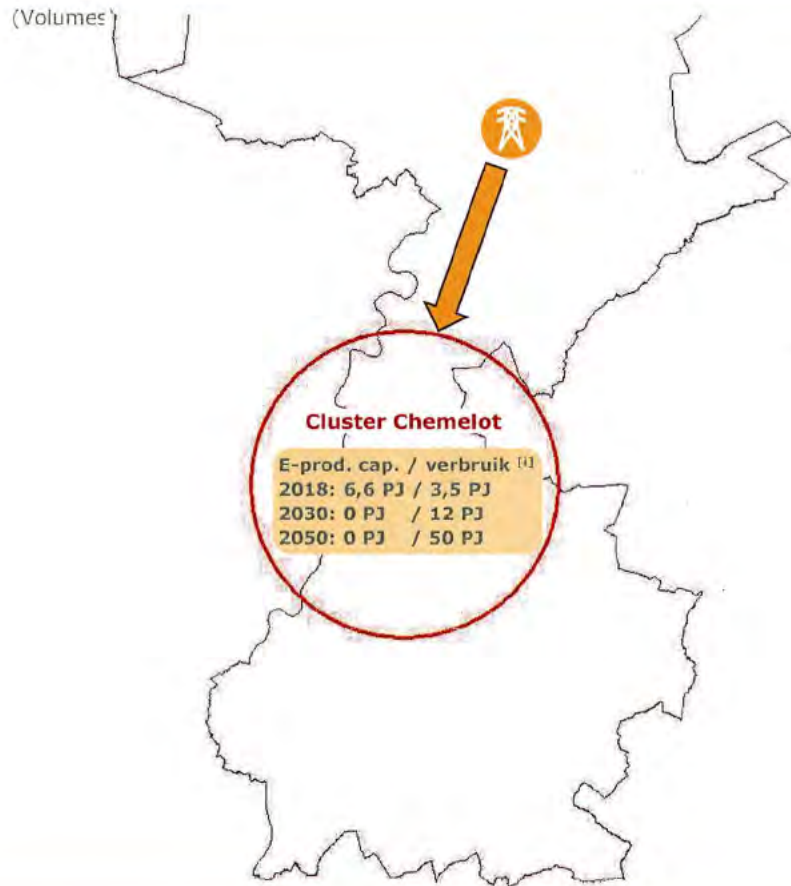 (Volumes)
Cluster Chemelot
E-prod. cap. / verbruik [i]
2018: 6,6 PJ / 3,5 PJ
2030: 0 PJ / 12 PJ
2050: 0 PJ / 50 PJ